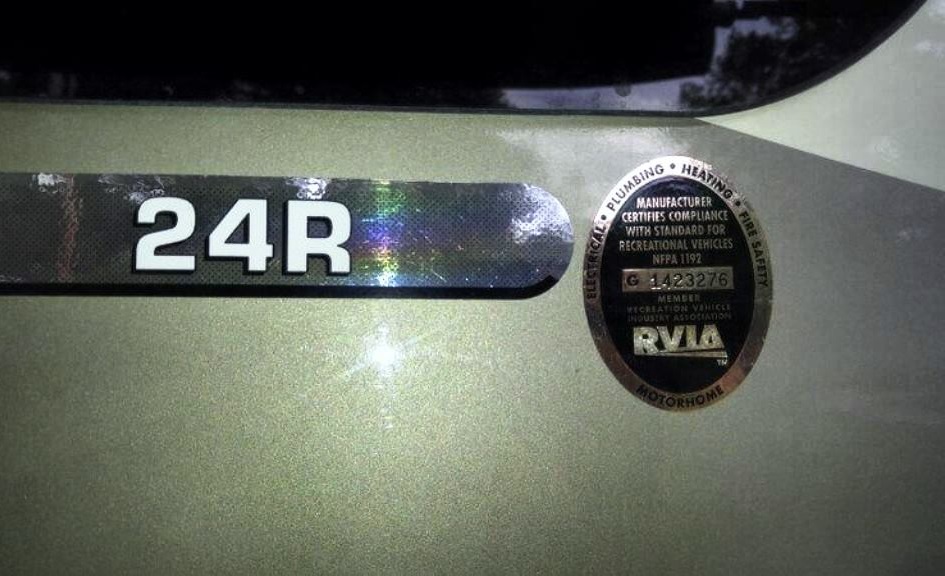 24R
ELECTRICAL • PLUMBING • HEATING • FIRE SAFETY
MANUFACTURER
CERTIFIES COMPLIANCE
WITH STANDARD FOR
RECREATIONAL VEHICLES
NFPA 1192
G 1423276
MEMBER
RECREATION VEHICLE
INDUSTRY ASSOCIATION
RVIA
TM
MOTORHOME